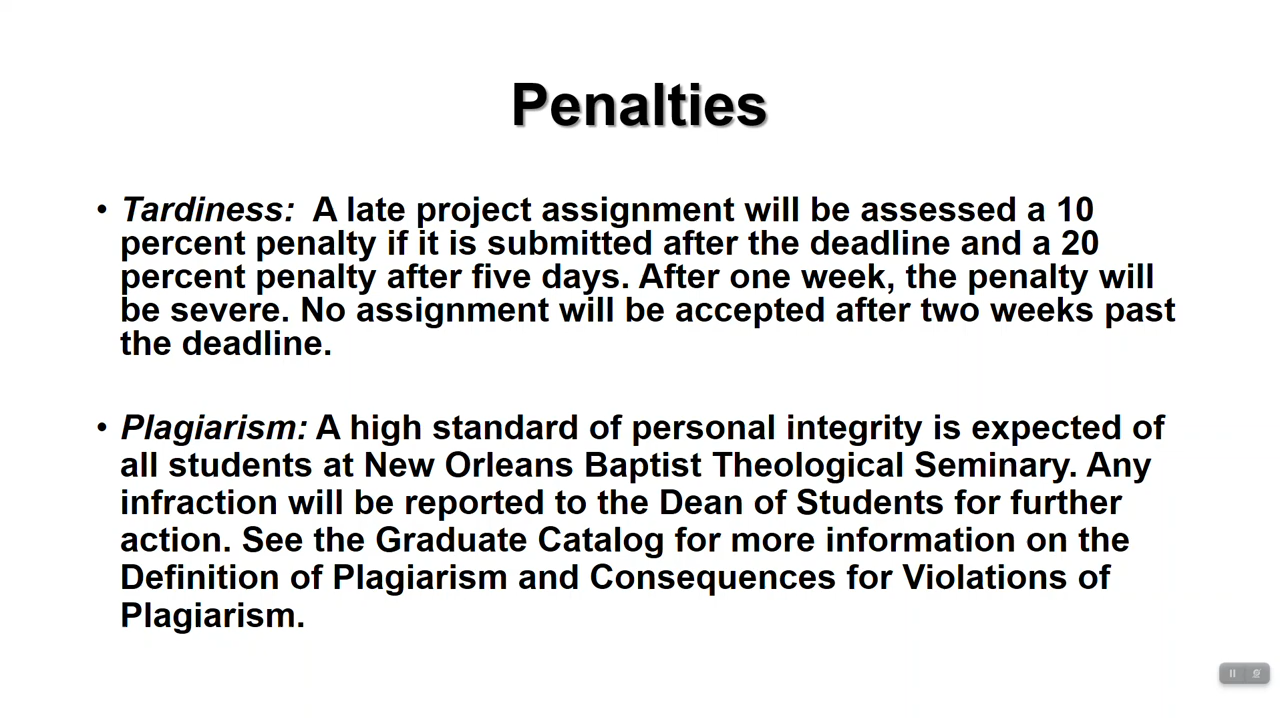 Penalties
• Tardiness: A late project assignment will be assessed a 10
percent penalty if it is submitted after the deadline and a 20
percent penalty after five days. After one week, the penalty will
be severe. No assignment will be accepted after two weeks past
the deadline.
• Plagiarism: A high standard of personal integrity is expected of
all students at New Orleans Baptist Theological Seminary. Any
infraction will be reported to the Dean of Students for further
action. See the Graduate Catalog for more information on the
Definition of Plagiarism and Consequences for Violations of
Plagiarism.